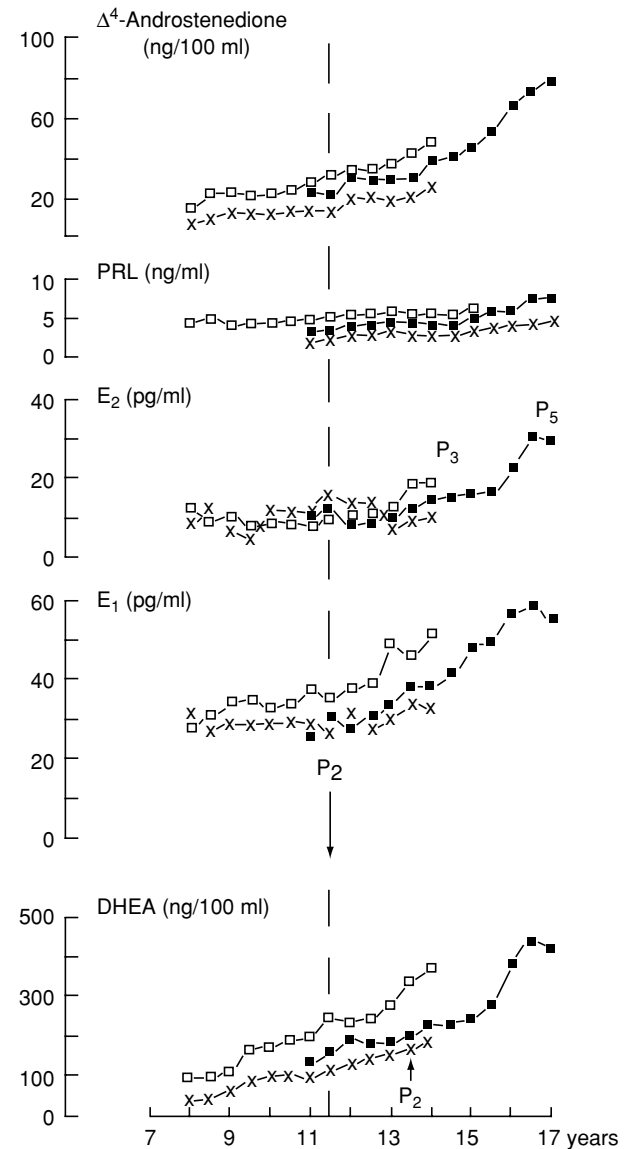 Δ⁴-Androstenedione
(ng/100 ml)
100
60
20
PRL (ng/ml)
10
5
0
E₂ (pg/ml)
40
20
0
P₃
P₅
E₁ (pg/ml)
60
40
20
0
P₂
DHEA (ng/100 ml)
500
300
100
0
P₂
7 9 11 13 15 17 years